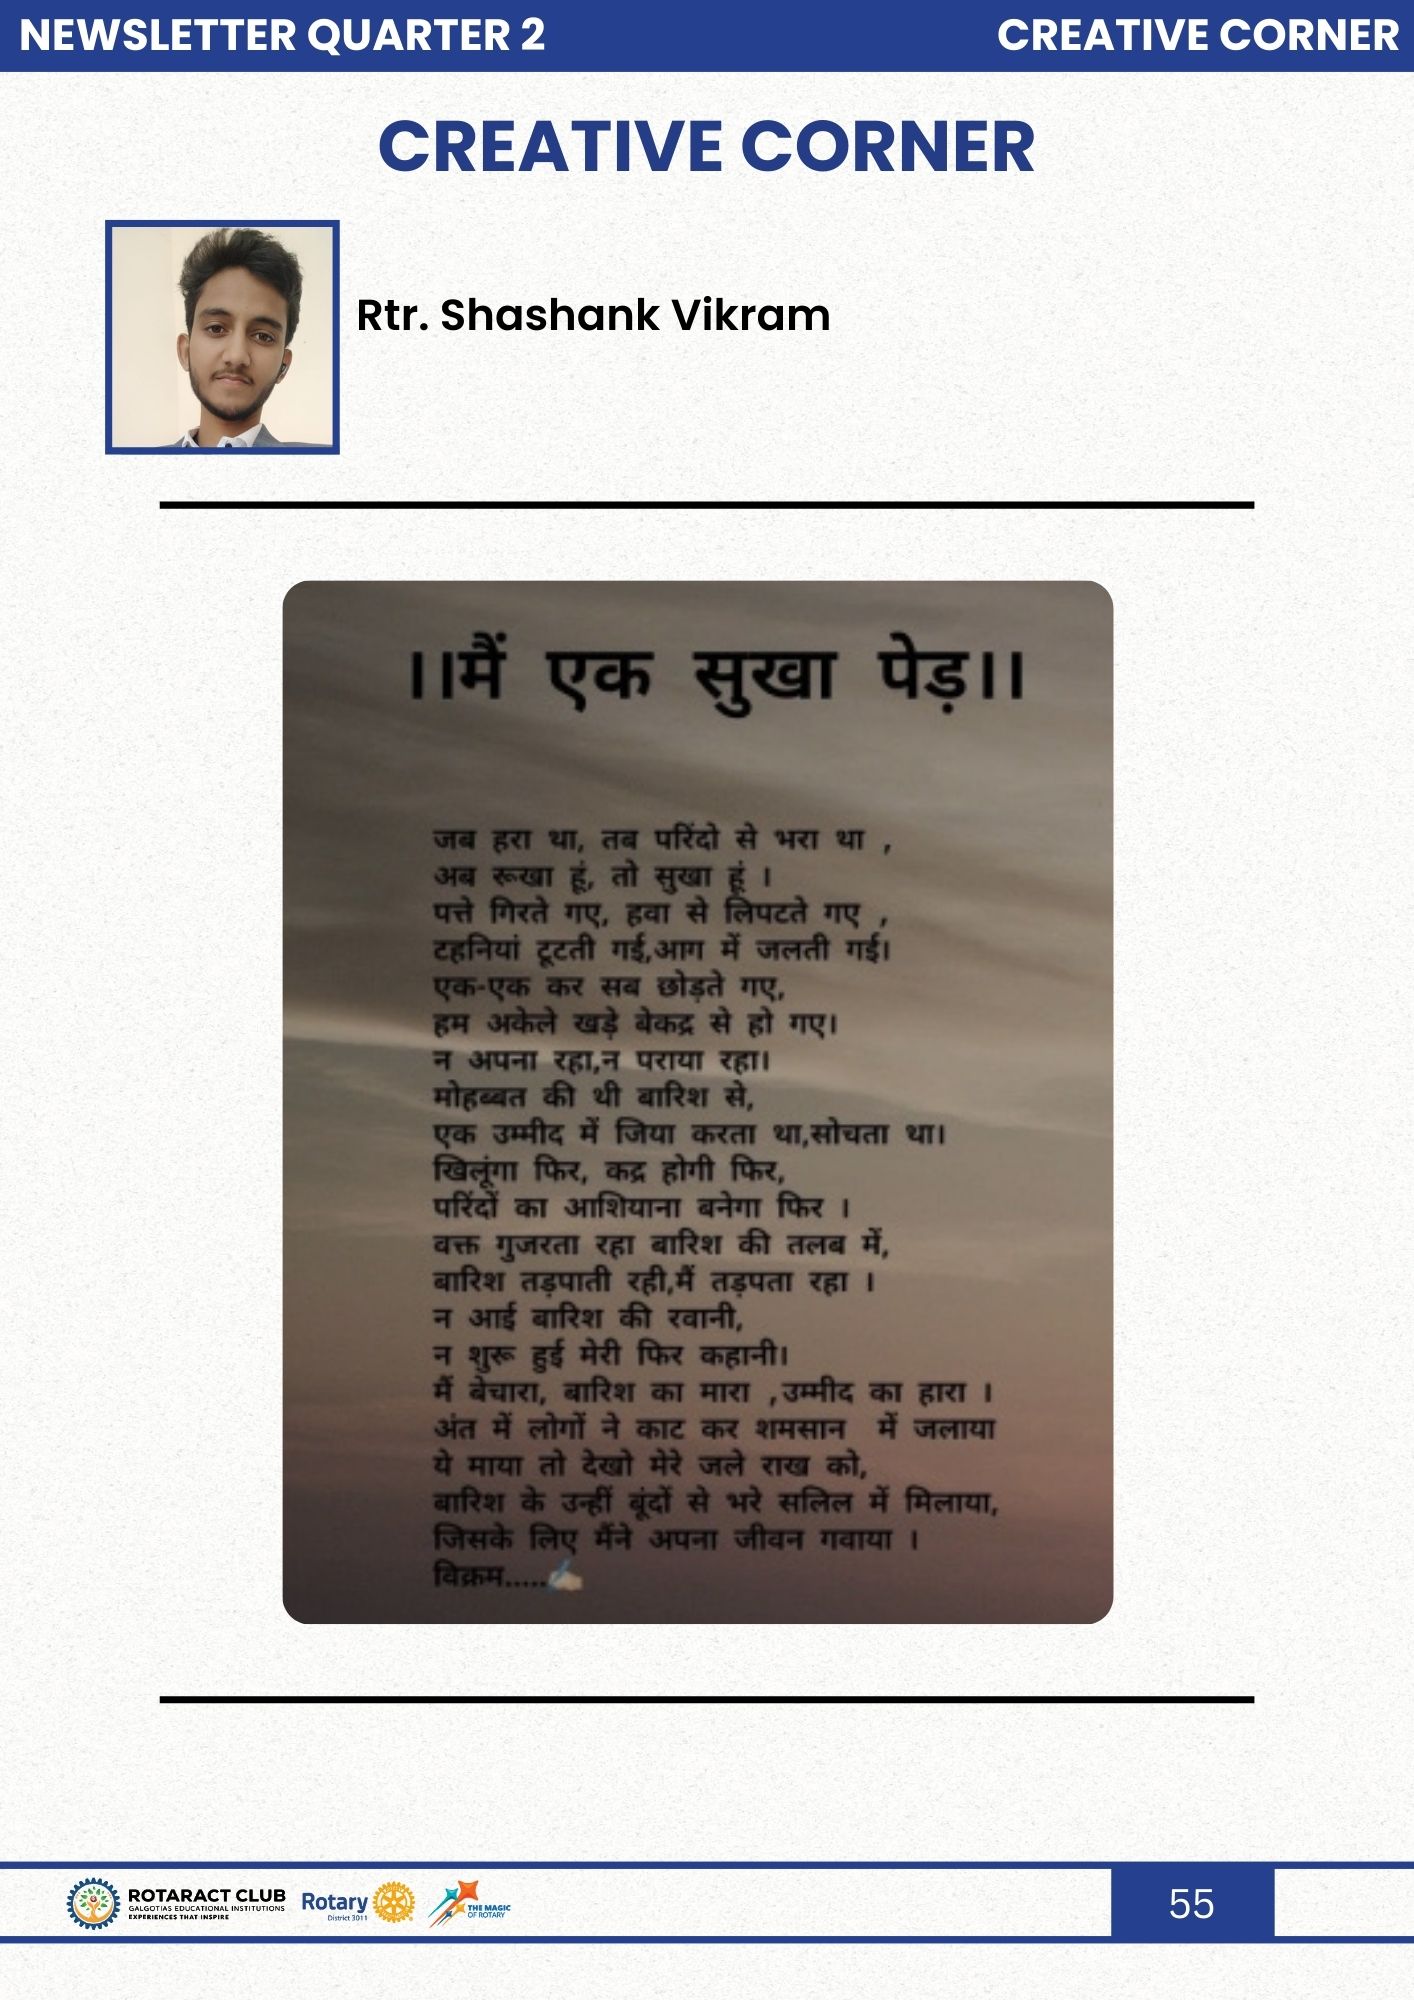 NEWSLETTER QUARTER 2
CREATIVE CORNER
CREATIVE CORNER
Rtr. Shashank Vikram
।।मैं एक सुखा पेड़।।
जब हरा था, तब परिंदो से भरा था ,
अब रूखा हूं, तो सुखा हूं ।
पत्ते गिरते गए, हवा से लिपटते गए ,
टहनियां टूटती गई,आग में जलती गई।
एक-एक कर सब छोड़ते गए,
हम अकेले खड़े बेकद्र से हो गए।
न अपना रहा,न पराया रहा।
मोहब्बत की थी बारिश से,
एक उम्मीद में जिया करता था,सोचता था।
खिलूंगा फिर, कद्र होगी फिर,
परिंदों का आशियाना बनेगा फिर ।
वक्त गुजरता रहा बारिश की तलब में,
बारिश तड़पाती रही,मैं तड़पता रहा ।
न आई बारिश की रवानी,
न शुरू हुई मेरी फिर कहानी।
मैं बेचारा, बारिश का मारा ,उम्मीद का हारा ।
अंत में लोगों ने काट कर शमसान में जलाया
ये माया तो देखो मेरे जले राख को,
बारिश के उन्हीं बूंदों से भरे सलिल में मिलाया,
जिसके लिए मैंने अपना जीवन गवाया ।
विक्रम.....✍
ROTARACT CLUB
GALGOTIAS EDUCATIONAL INSTITUTIONS
EXPERIENCES THAT INSPIRE
Rotary
District 3011
THE MAGIC
OF ROTARY
55